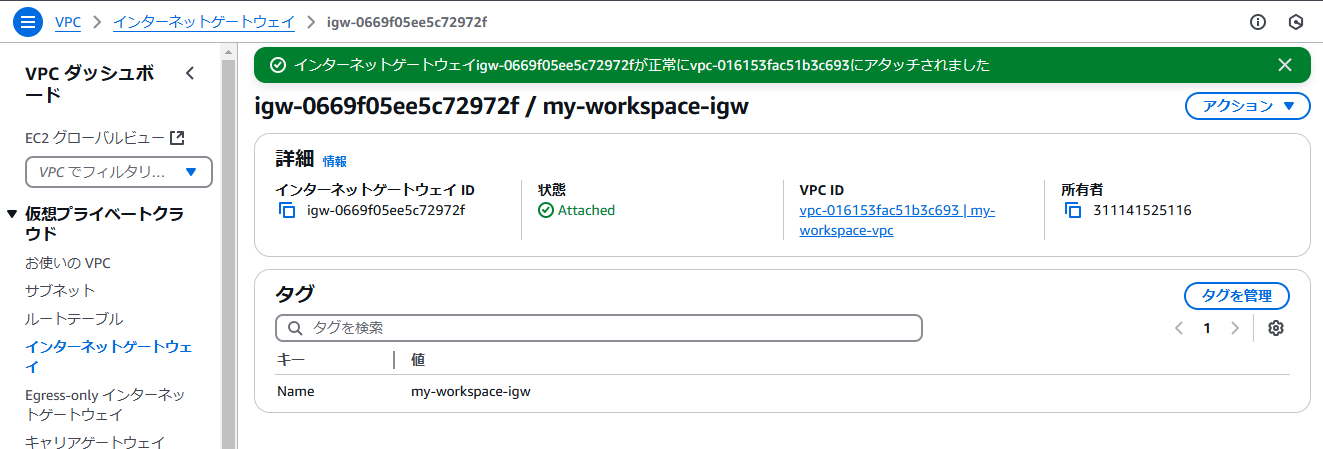 VPC > インターネットゲートウェイ > igw-0669f05ee5c72972f
VPC ダッシュボ
ード
EC2 グローバルビュー
VPC でフィルタリ...
仮想プライベートクラ
ウド
お使いの VPC
サブネット
ルートテーブル
インターネットゲートウェ
イ
Egress-only インターネッ
トゲートウェイ
キャリアゲートウェイ
インターネットゲートウェイigw-0669f05ee5c72972fが正常にvpc-016153fac51b3c693にアタッチされました
igw-0669f05ee5c72972f / my-workspace-igw
アクション
詳細 情報
インターネットゲートウェイ ID
igw-0669f05ee5c72972f
状態
Attached
VPC ID
vpc-016153fac51b3c693 | my-
workspace-vpc
所有者
311141525116
タグ
タグを管理
タグを検索
1
キー
値
Name
my-workspace-igw